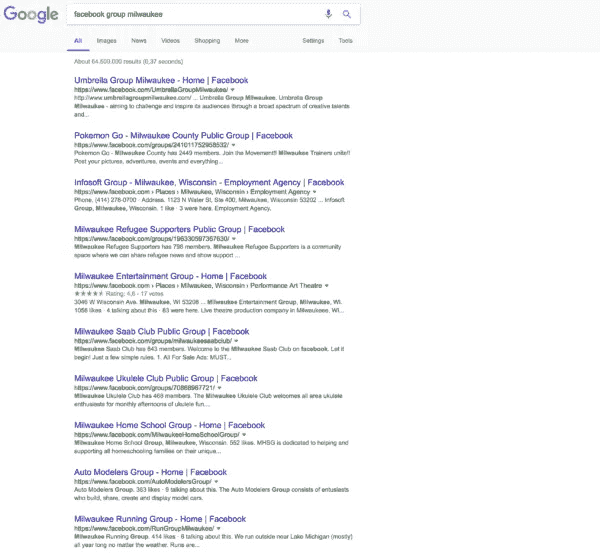 Google
facebook group milwaukee
All Images News Videos Shopping More Settings Tools
About 64,600,000 results (0,37 seconds)
Umbrella Group Milwaukee - Home | Facebook
https://www.facebook.com/UmbrellaGroupMilwaukee/
http://www.umbrellagroupmilwaukee.com/ ... Umbrella Group Milwaukee. Umbrella Group
Milwaukee - aiming to challenge and inspire its audiences through a broad spectrum of creative talents
and...
Pokemon Go - Milwaukee County Public Group | Facebook
https://www.facebook.com/groups/241011752958532/
Pokemon Go - Milwaukee County has 2449 members. Join the Movement!! Milwaukee Trainers unite!!
Post your pictures, adventures, events and everything...
Infosoft Group - Milwaukee, Wisconsin - Employment Agency | Facebook
https://www.facebook.com › Places › Milwaukee, Wisconsin › Employment Agency
Phone, (414) 278-0700 · Address. 1123 N Water St, Ste 400, Milwaukee, Wisconsin 53202 ... Infosoft
Group, Milwaukee, Wisconsin. 1 like · 3 were here. Employment Agency.
Milwaukee Refugee Supporters Public Group | Facebook
https://www.facebook.com/groups/196330597367630/
Milwaukee Refugee Supporters has 796 members. Milwaukee Refugee Supporters is a community
space where we can share refugee news and show support ...
Milwaukee Entertainment Group - Home | Facebook
https://www.facebook.com › Places › Milwaukee, Wisconsin › Performance Art Theatre
Rating: 4,6 - 17 votes
3046 W Wisconsin Ave. Milwaukee, WI 53208 ... Milwaukee Entertainment Group, Milwaukee, WI.
1056 likes · 4 talking about this · 83 were here. Live theatre production company in Milwaukee, WI...
Milwaukee Saab Club Public Group | Facebook
https://www.facebook.com/groups/milwaukeesaabclub/
Milwaukee Saab Club has 643 members. Welcome to the Milwaukee Saab Club on facebook. Let it
begin! Just a few simple rules. 1. All For Sale Ads: MUST...
Milwaukee Ukulele Club Public Group | Facebook
https://www.facebook.com/groups/70868967721/
Milwaukee Ukulele Club has 469 members. The Milwaukee Ukulele Club welcomes all area ukulele
enthusiasts for monthly afternoons of ukulele fun....
Milwaukee Home School Group - Home | Facebook
https://www.facebook.com/MilwaukeeHomeSchoolGroup/
Milwaukee Home School Group, Milwaukee, Wisconsin. 552 likes. MHSG is dedicated to helping and
supporting all homeschooling families on their unique...
Auto Modelers Group - Home | Facebook
https://www.facebook.com/AutoModelersGroup/
Auto Modelers Group. 363 likes · 9 talking about this. The Auto Modelers Group consists of entusiasts
who build, share, create and display model cars.
Milwaukee Running Group - Home | Facebook
https://www.facebook.com/RunGroupMilwaukee/
Milwaukee Running Group. 414 likes · 6 talking about this. We run outside near Lake Michigan (mostly)
all year long no matter the weather. Runs are...